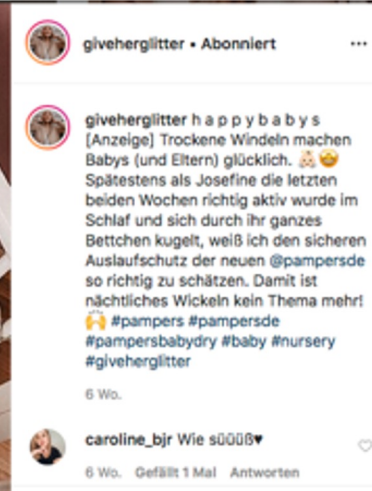 giveherglitter • Abonniert
giveherglitter h a p p y b a b y s
[Anzeige] Trockene Windeln machen
Babys (und Eltern) glücklich. 👶🏻🤩
Spätestens als Josefine die letzten
beiden Wochen richtig aktiv wurde im
Schlaf und sich durch ihr ganzes
Bettchen kugelt, weiß ich den sicheren
Auslaufschutz der neuen @pampersde
so richtig zu schätzen. Damit ist
nächtliches Wickeln kein Thema mehr!
🙌 #pampers #pampersde
#pampersbabydry #baby #nursery
#giveherglitter
6 Wo.
caroline_bjr Wie süüüß♥
6 Wo. Gefällt 1 Mal Antworten